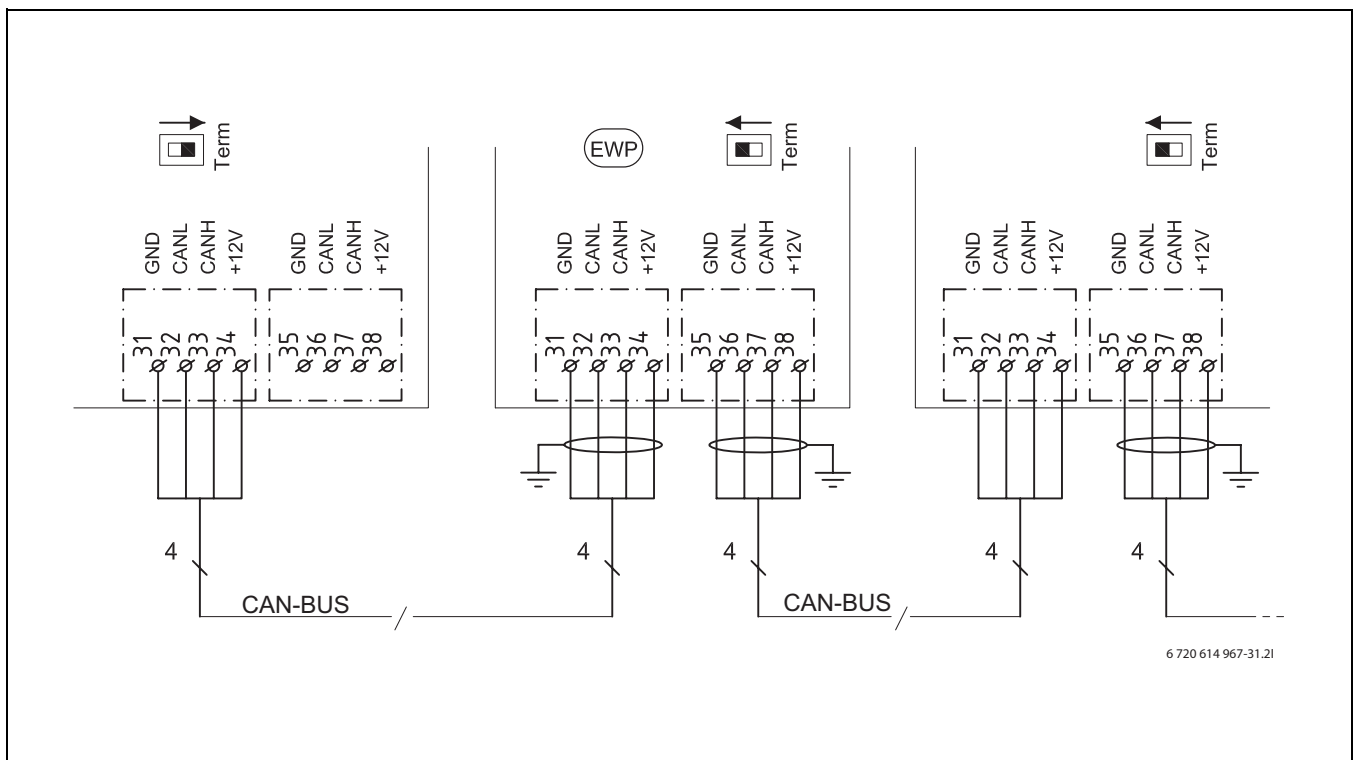 Term
EWP
Term
Term
GND CANL CANH +12V
GND CANL CANH +12V
GND CANL CANH +12V
GND CANL CANH +12V
GND CANL CANH +12V
GND CANL CANH +12V
31 32 33 34
35 36 37 38
31 32 33 34
35 36 37 38
31 32 33 34
35 36 37 38
4
4
4
4
4
CAN-BUS
CAN-BUS
6 720 614 967-31.2I